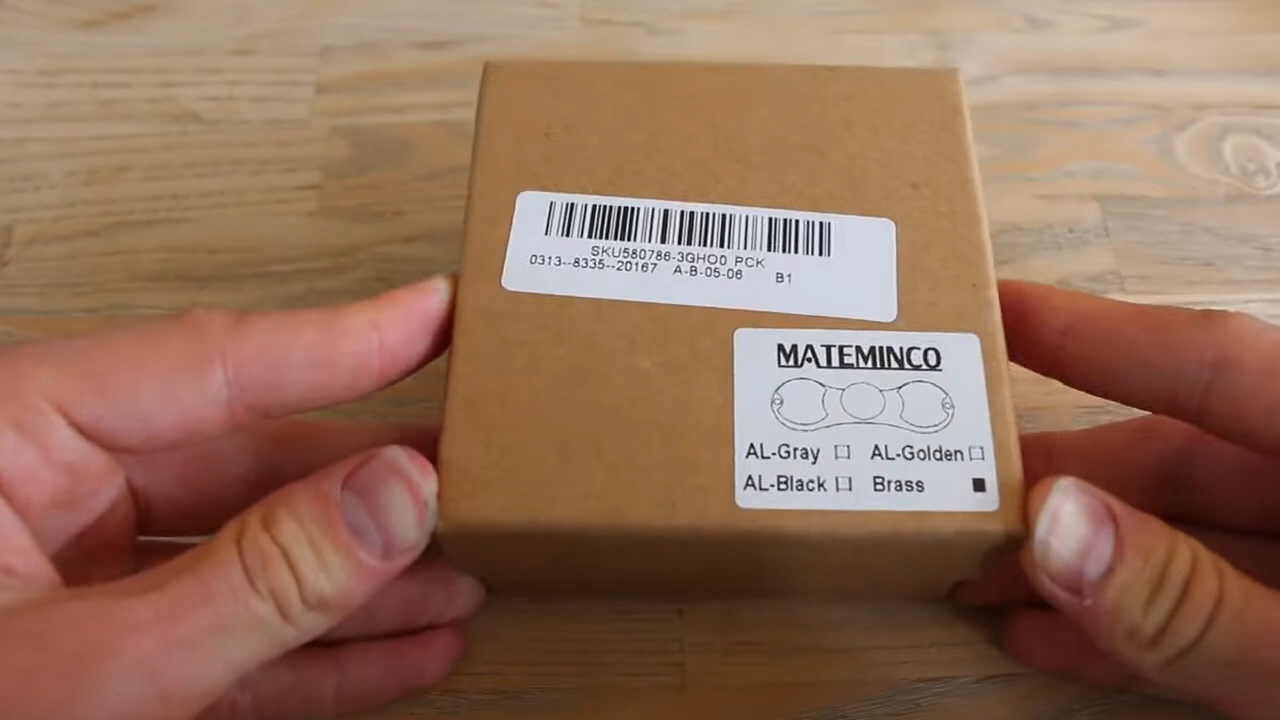 SKU580786-3GHO0 PCK
0313--8335--20167 A-B-05-06 B1
MATEMINCO
AL-Gray AL-Golden
AL-Black Brass